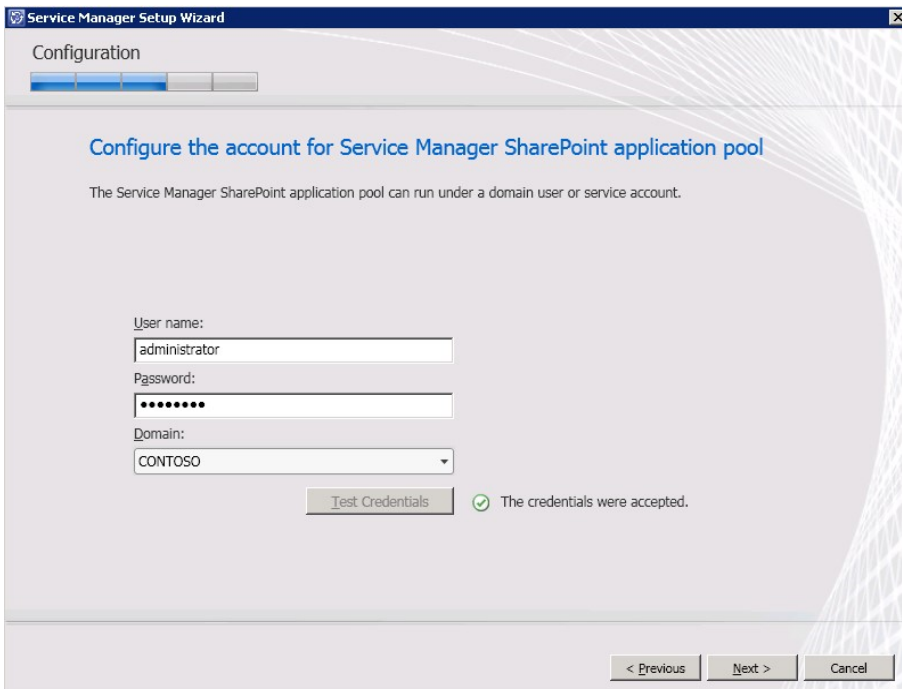 Service Manager Setup Wizard
Configuration
Configure the account for Service Manager SharePoint application pool
The Service Manager SharePoint application pool can run under a domain user or service account.
User name:
administrator
Password:
••••••••
Domain:
CONTOSO
Test Credentials
The credentials were accepted.
< Previous
Next >
Cancel